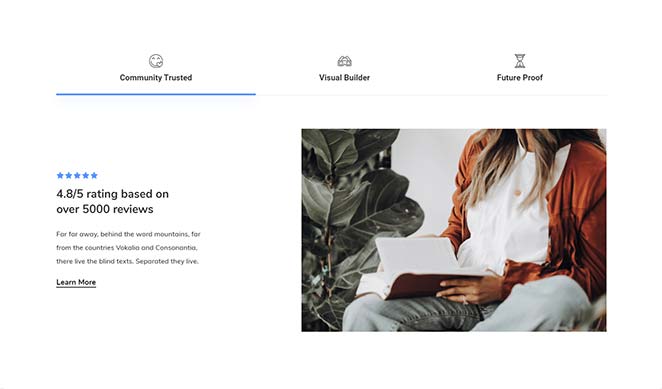 Community Trusted
Visual Builder
Future Proof
4.8/5 rating based on
over 5000 reviews
Far far away, behind the word mountains, far
from the countries Vokalia and Consonantia,
there live the blind texts. Separated they live.
Learn More